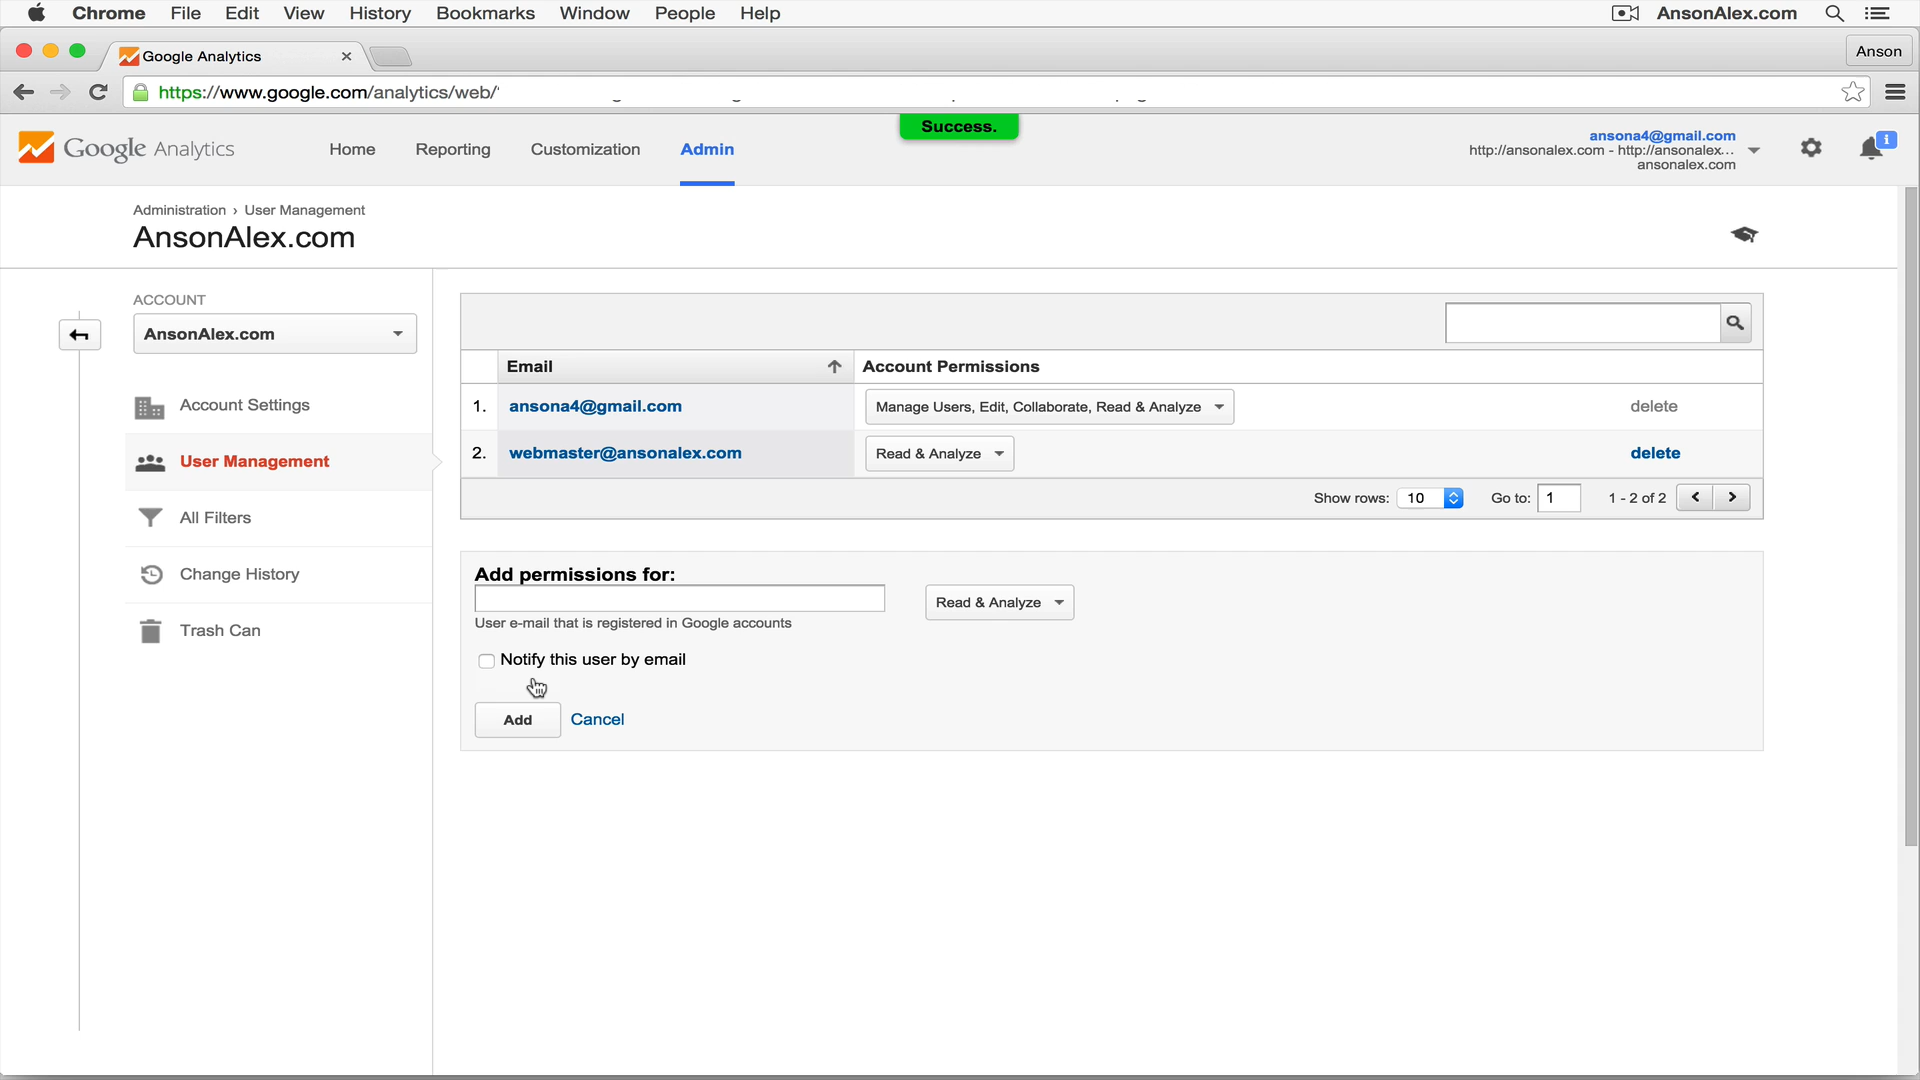 Chrome File Edit View History Bookmarks Window People Help AnsonAlex.com
Google Analytics Anson
https://www.google.com/analytics/web/
Success.
Google Analytics Home Reporting Customization Admin
ansona4@gmail.com
http://ansonalex.com - http://ansonalex...
ansonalex.com
Administration › User Management
AnsonAlex.com
ACCOUNT
AnsonAlex.com
Account Settings
User Management
All Filters
Change History
Trash Can
Email Account Permissions
1. ansona4@gmail.com Manage Users, Edit, Collaborate, Read & Analyze delete
2. webmaster@ansonalex.com Read & Analyze delete
Show rows: 10 Go to: 1 1 - 2 of 2
Add permissions for:
Read & Analyze
User e-mail that is registered in Google accounts
Notify this user by email
Add Cancel